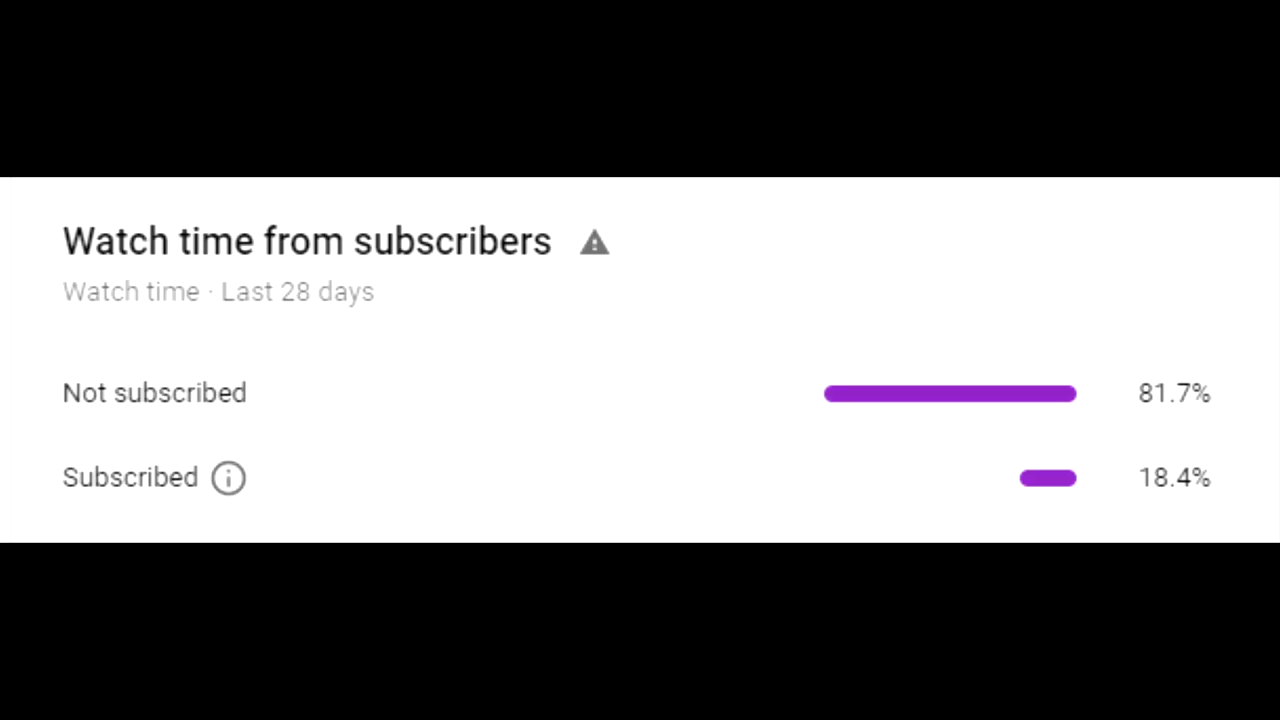 Watch time from subscribers
Watch time · Last 28 days
Not subscribed 81.7%
Subscribed 18.4%